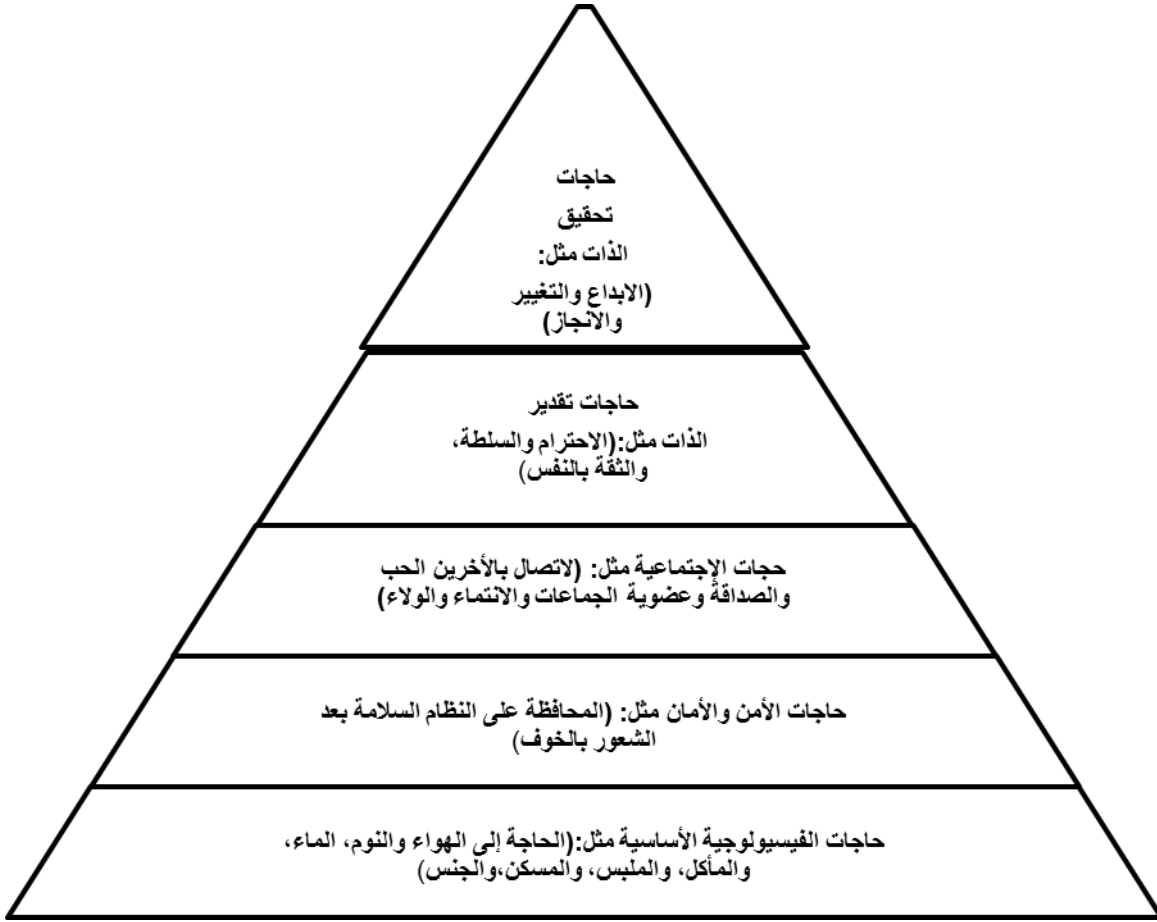 حاجات
تحقيق
الذات مثل:
(الابداع والتغيير
والانجاز)
حاجات تقدير
الذات مثل:(الاحترام والسلطة،
والثقة بالنفس)
حجات الإجتماعية مثل: (لاتصال بالأخرين الحب
والصداقة وعضوية الجماعات والانتماء والولاء)
حاجات الأمن والأمان مثل: (المحافظة على النظام السلامة بعد
الشعور بالخوف)
حاجات الفيسيولوجية الأساسية مثل:(الحاجة إلى الهواء والنوم، الماء،
والمأكل، والملبس، والمسكن،والجنس)